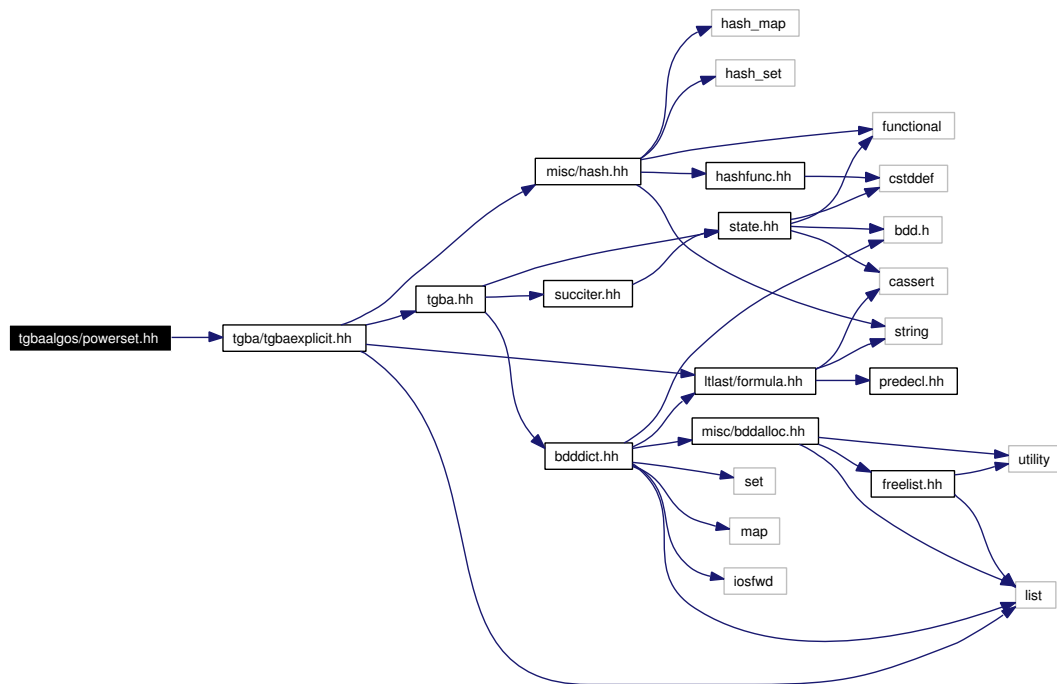 hash_map
hash_set
functional
misc/hash.hh
hashfunc.hh
cstddef
state.hh
bdd.h
cassert
tgba.hh
succiter.hh
string
tgbaalgos/powerset.hh
tgba/tgbaexplicit.hh
ltlast/formula.hh
predecl.hh
misc/bddalloc.hh
bdddict.hh
utility
set
freelist.hh
map
iosfwd
list